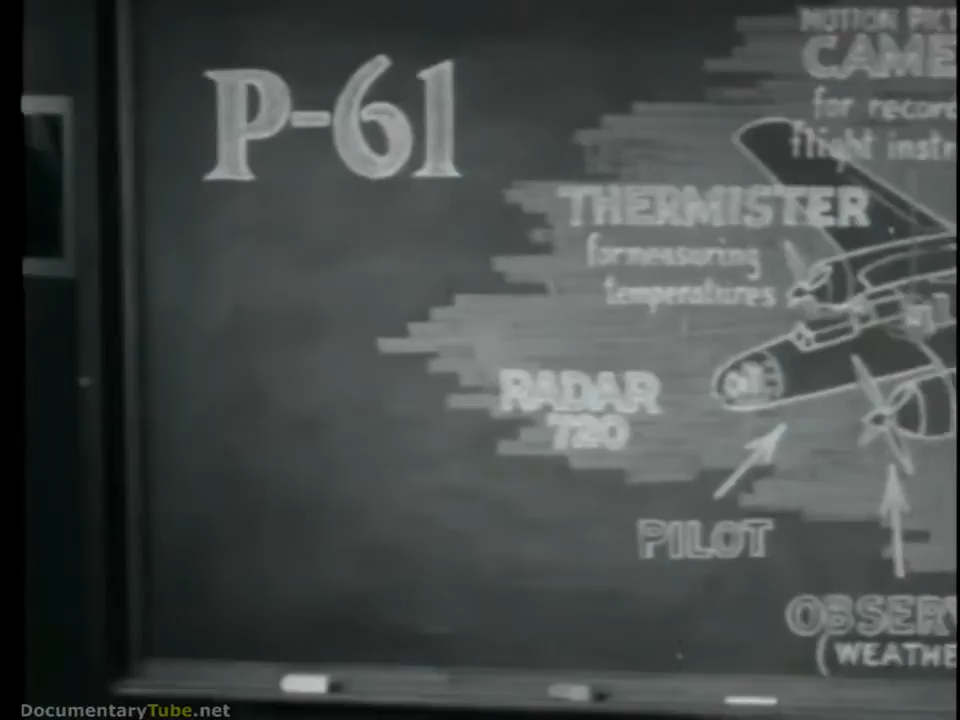 P-61
MOTION PICT
CAME
for record
flight instr
THERMISTER
for measuring
temperatures
RADAR
720
PILOT
OBSERV
(WEATHE
DocumentaryTube.net